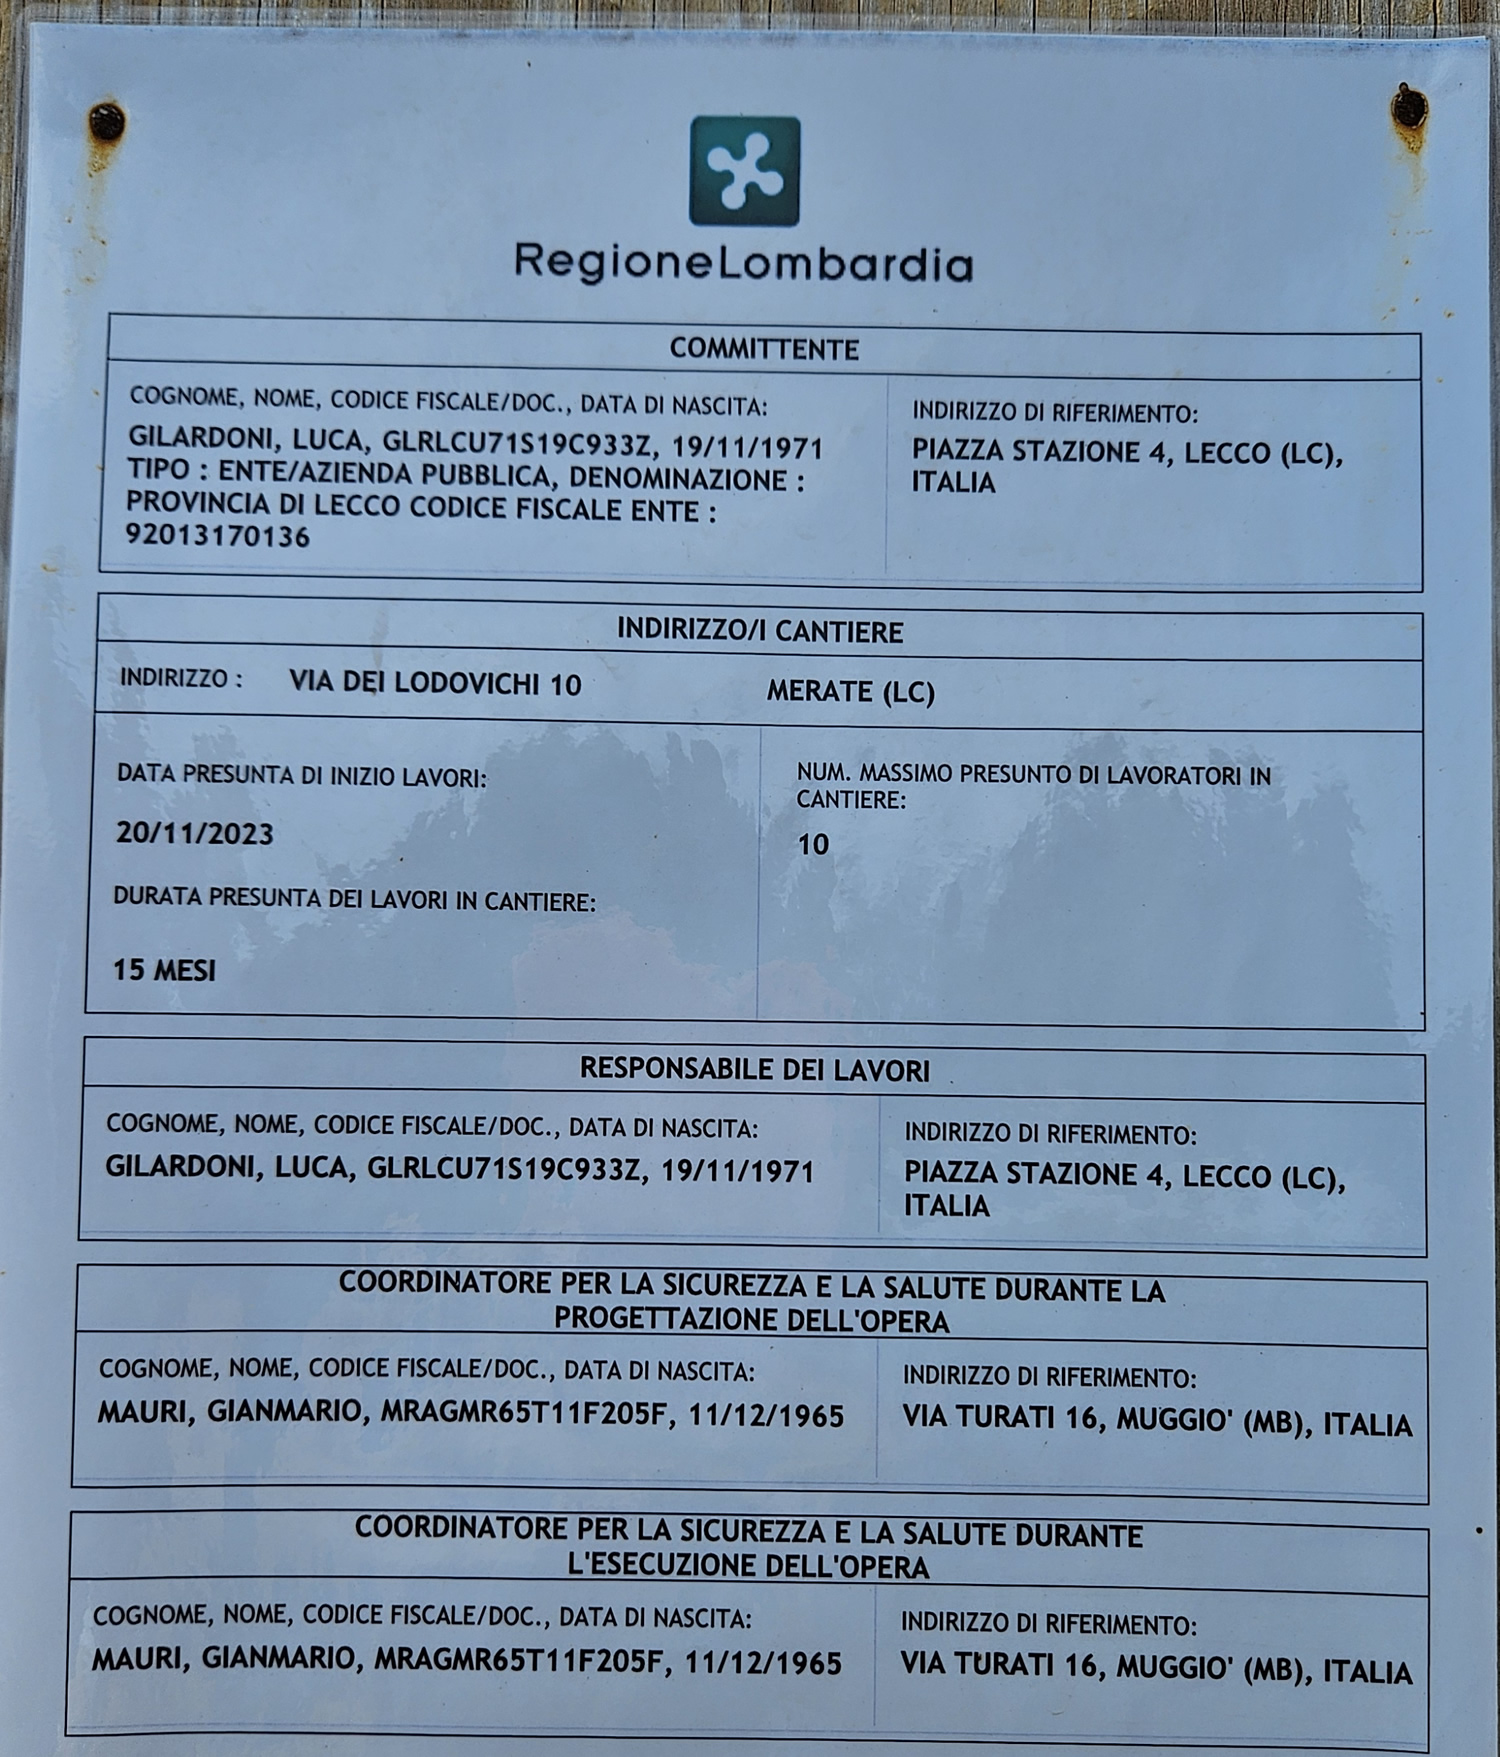 RegioneLombardia
COMMITTENTE
COGNOME, NOME, CODICE FISCALE/DOC., DATA DI NASCITA:
GILARDONI, LUCA, GLRLCU71S19C933Z, 19/11/1971
TIPO : ENTE/AZIENDA PUBBLICA, DENOMINAZIONE :
PROVINCIA DI LECCO CODICE FISCALE ENTE :
92013170136
INDIRIZZO DI RIFERIMENTO:
PIAZZA STAZIONE 4, LECCO (LC),
ITALIA
INDIRIZZO/I CANTIERE
INDIRIZZO : VIA DEI LODOVICHI 10 MERATE (LC)
DATA PRESUNTA DI INIZIO LAVORI:
20/11/2023
DURATA PRESUNTA DEI LAVORI IN CANTIERE:
15 MESI
NUM. MASSIMO PRESUNTO DI LAVORATORI IN
CANTIERE:
10
RESPONSABILE DEI LAVORI
COGNOME, NOME, CODICE FISCALE/DOC., DATA DI NASCITA:
GILARDONI, LUCA, GLRLCU71S19C933Z, 19/11/1971
INDIRIZZO DI RIFERIMENTO:
PIAZZA STAZIONE 4, LECCO (LC),
ITALIA
COORDINATORE PER LA SICUREZZA E LA SALUTE DURANTE LA
PROGETTAZIONE DELL'OPERA
COGNOME, NOME, CODICE FISCALE/DOC., DATA DI NASCITA:
MAURI, GIANMARIO, MRAGMR65T11F205F, 11/12/1965
INDIRIZZO DI RIFERIMENTO:
VIA TURATI 16, MUGGIO' (MB), ITALIA
COORDINATORE PER LA SICUREZZA E LA SALUTE DURANTE
L'ESECUZIONE DELL'OPERA
COGNOME, NOME, CODICE FISCALE/DOC., DATA DI NASCITA:
MAURI, GIANMARIO, MRAGMR65T11F205F, 11/12/1965
INDIRIZZO DI RIFERIMENTO:
VIA TURATI 16, MUGGIO' (MB), ITALIA